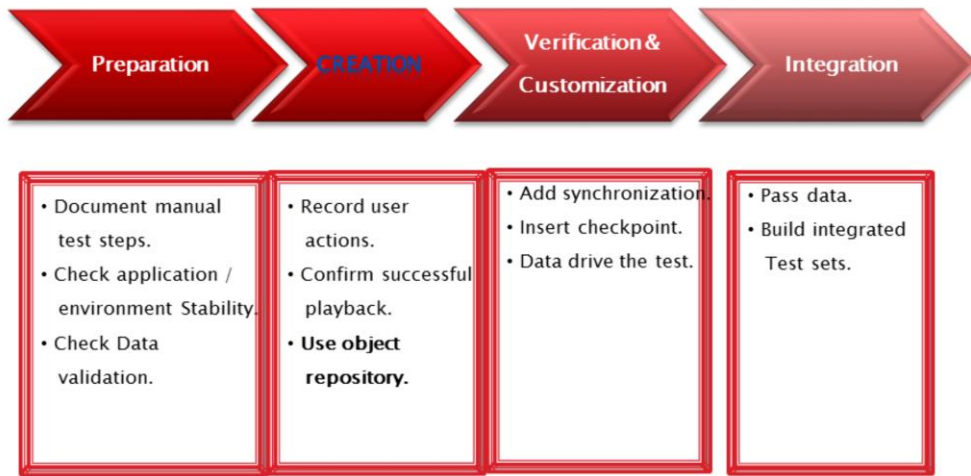 Preparation
CREATION
Verification &
Customization
Integration
• Document manual
test steps.
• Check application /
environment Stability.
• Check Data
validation.
• Record user
actions.
• Confirm successful
playback.
• Use object
repository.
• Add synchronization.
• Insert checkpoint.
• Data drive the test.
• Pass data.
• Build integrated
Test sets.